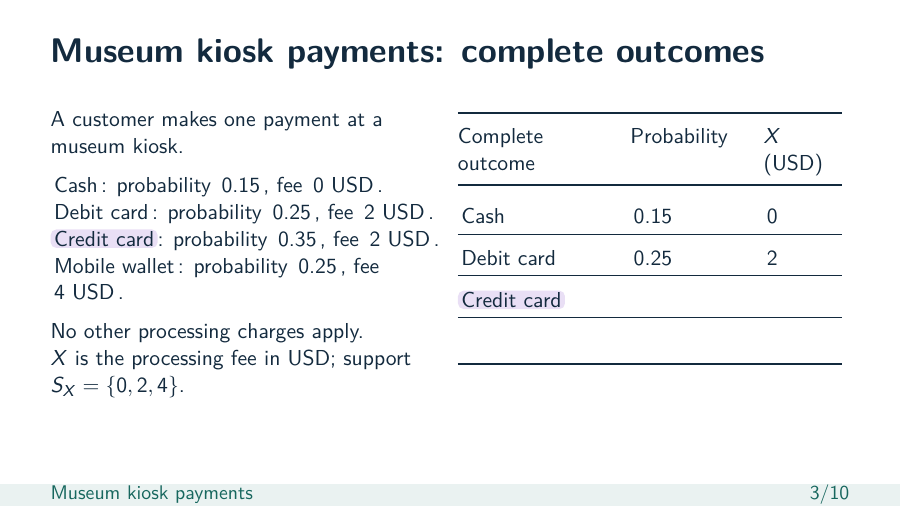 Museum kiosk payments: complete outcomes
A customer makes one payment at a
museum kiosk.
Cash: probability 0.15, fee 0 USD.
Debit card: probability 0.25, fee 2 USD.
Credit card: probability 0.35, fee 2 USD.
Mobile wallet: probability 0.25, fee
4 USD.
No other processing charges apply.
X is the processing fee in USD; support
S_X = {0, 2, 4}.
Complete outcome Probability X (USD)
Cash 0.15 0
Debit card 0.25 2
Credit card
Museum kiosk payments 3/10